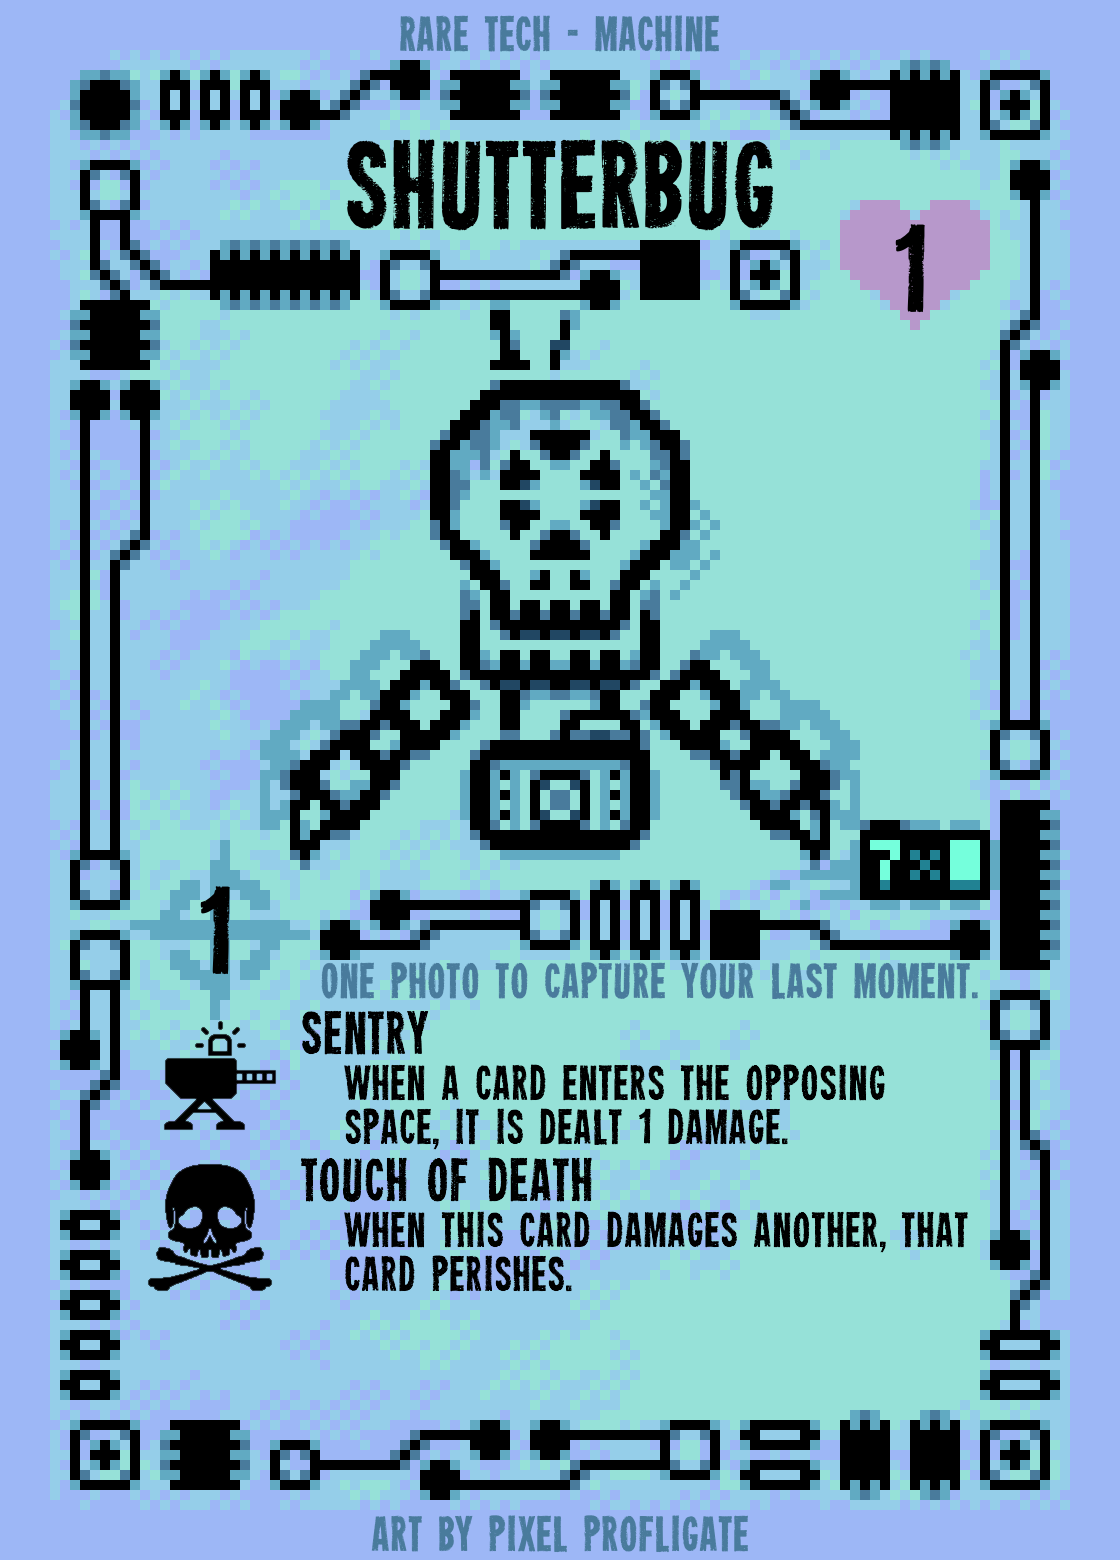 RARE TECH - MACHINE
SHUTTERBUG
1
7×
1
ONE PHOTO TO CAPTURE YOUR LAST MOMENT.
SENTRY
WHEN A CARD ENTERS THE OPPOSING
SPACE, IT IS DEALT 1 DAMAGE.
TOUCH OF DEATH
WHEN THIS CARD DAMAGES ANOTHER, THAT
CARD PERISHES.
ART BY PIXEL PROFLIGATE